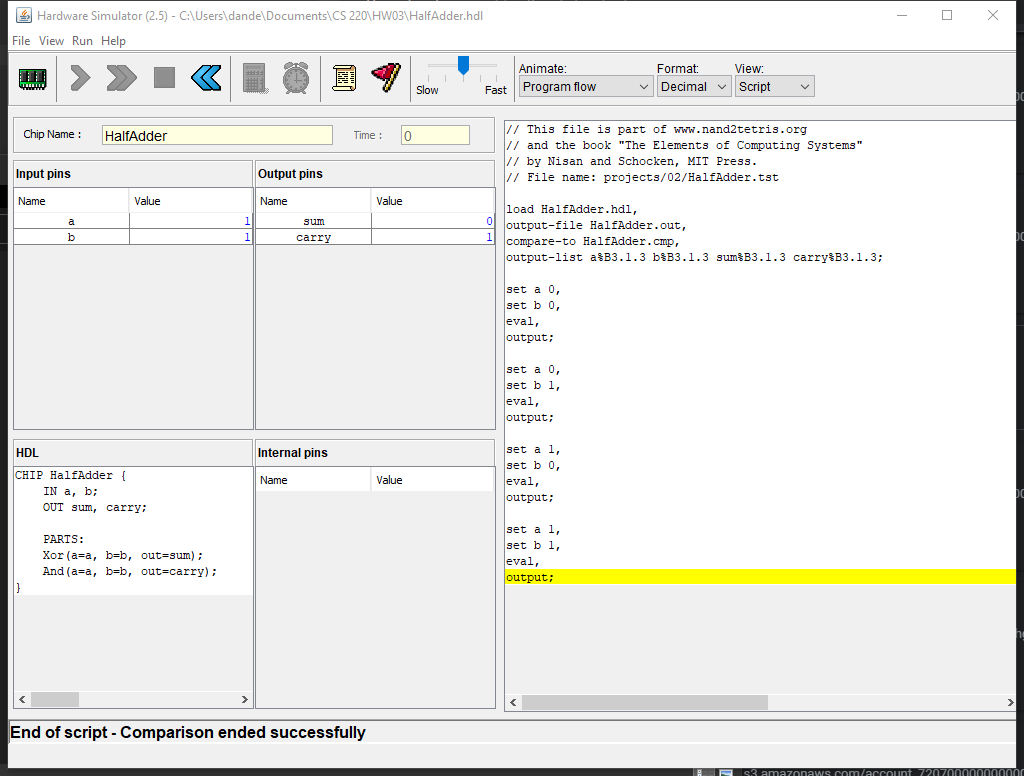 Hardware Simulator (2.5) - C:\Users\dande\Documents\CS 220\HW03\HalfAdder.hdl
File View Run Help
Slow Fast
Animate:
Program flow
Format:
Decimal
View:
Script
Chip Name : HalfAdder Time : 0
Input pins
Name Value
a 1
b 1
Output pins
Name Value
sum 0
carry 1
HDL
CHIP HalfAdder {
IN a, b;
OUT sum, carry;
PARTS:
Xor(a=a, b=b, out=sum);
And(a=a, b=b, out=carry);
}
Internal pins
Name Value
// This file is part of www.nand2tetris.org
// and the book "The Elements of Computing Systems"
// by Nisan and Schocken, MIT Press.
// File name: projects/02/HalfAdder.tst
load HalfAdder.hdl,
output-file HalfAdder.out,
compare-to HalfAdder.cmp,
output-list a%B3.1.3 b%B3.1.3 sum%B3.1.3 carry%B3.1.3;
set a 0,
set b 0,
eval,
output;
set a 0,
set b 1,
eval,
output;
set a 1,
set b 0,
eval,
output;
set a 1,
set b 1,
eval,
output;
End of script - Comparison ended successfully